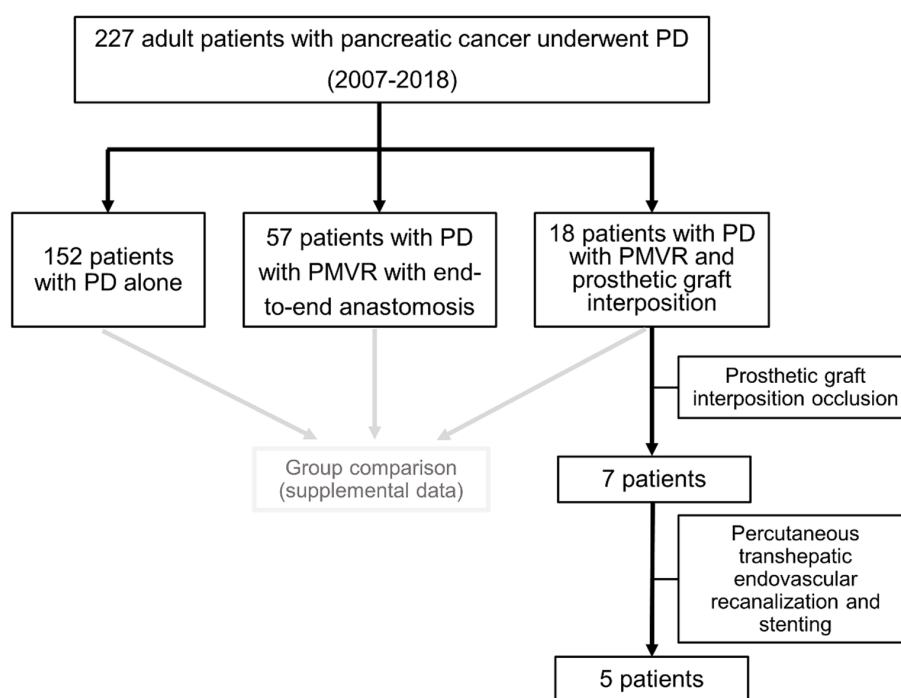 227 adult patients with pancreatic cancer underwent PD
(2007-2018)
152 patients
with PD alone
57 patients with PD
with PMVR with end-
to-end anastomosis
18 patients with PD
with PMVR and
prosthetic graft
interposition
Prosthetic graft
interposition occlusion
Group comparison
(supplemental data)
7 patients
Percutaneous
transhepatic
endovascular
recanalization and
stenting
5 patients